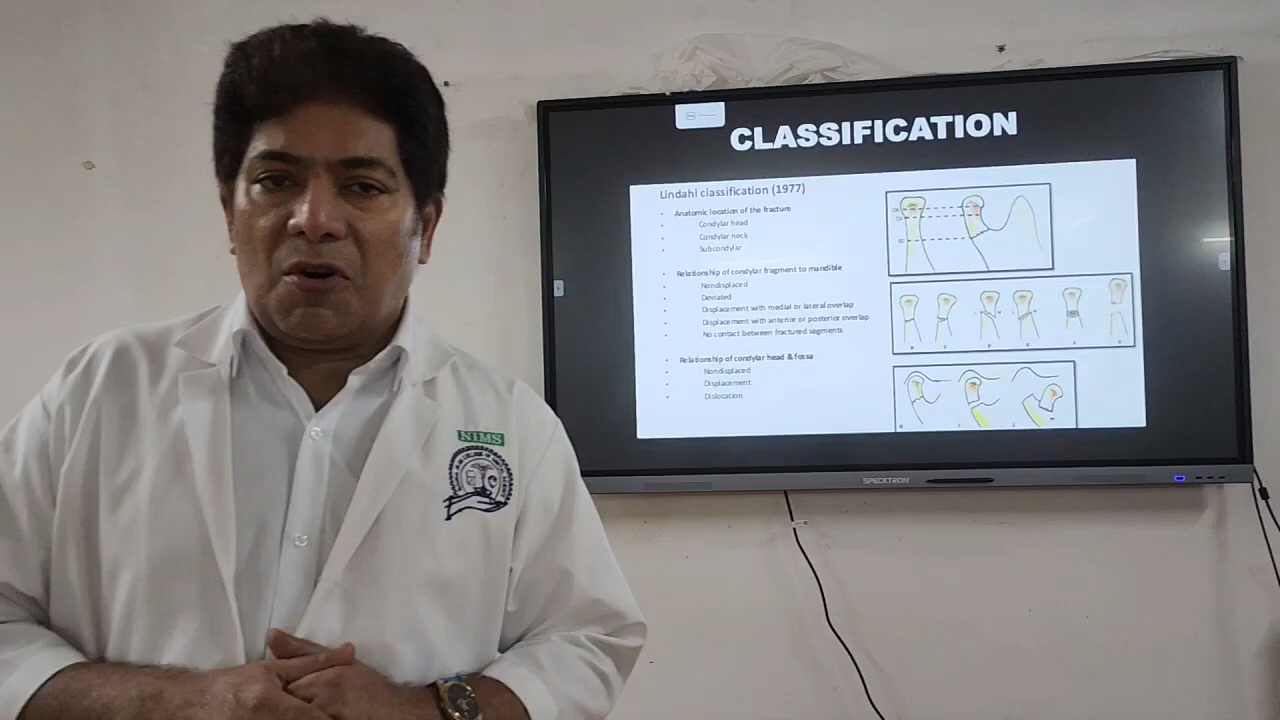 CLASSIFICATION
Lindahl classification (1977)
Anatomic location of the fracture
Condylar head
Condylar neck
Subcondylar
Relationship of condylar fragment to mandible
Nondisplaced
Deviated
Displacement with medial or lateral overlap
Displacement with anterior or posterior overlap
No contact between fractured segments
Relationship of condylar head & fossa
Nondisplaced
Displacement
Dislocation
SPECKTRON
NIMS